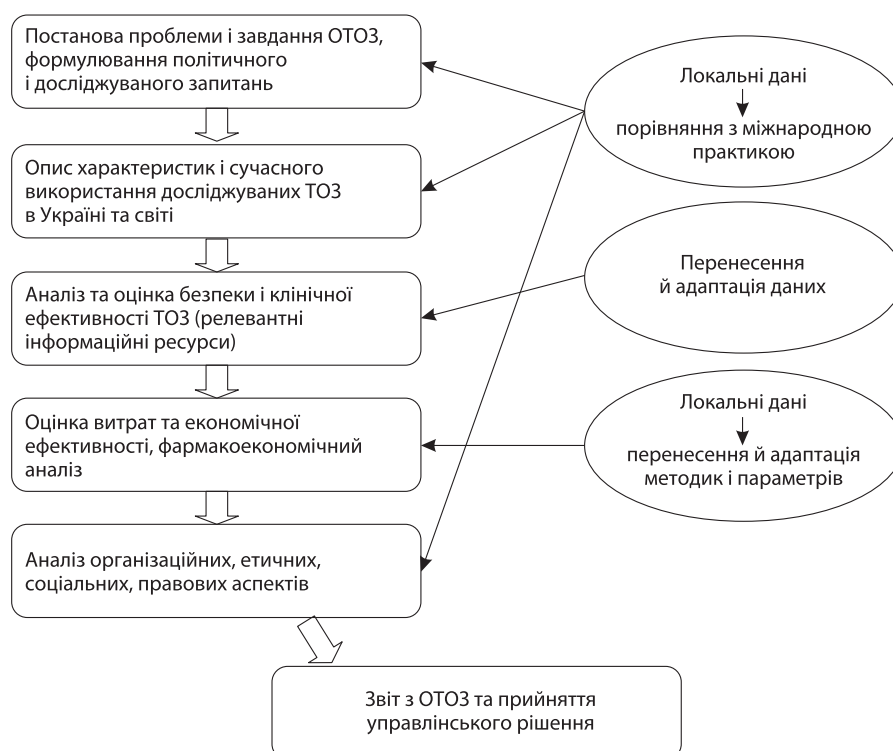 Постанова проблеми і завдання ОТОЗ,
формулювання політичного
і досліджуваного запитань
Опис характеристик і сучасного
використання досліджуваних ТОЗ
в Україні та світі
Аналіз та оцінка безпеки і клінічної
ефективності ТОЗ (релевантні
інформаційні ресурси)
Оцінка витрат та економічної
ефективності, фармакоекономічний
аналіз
Аналіз організаційних, етичних,
соціальних, правових аспектів
Звіт з ОТОЗ та прийняття
управлінського рішення
Локальні дані
порівняння з міжнародною
практикою
Перенесення
й адаптація даних
Локальні дані
перенесення й адаптація
методик і параметрів